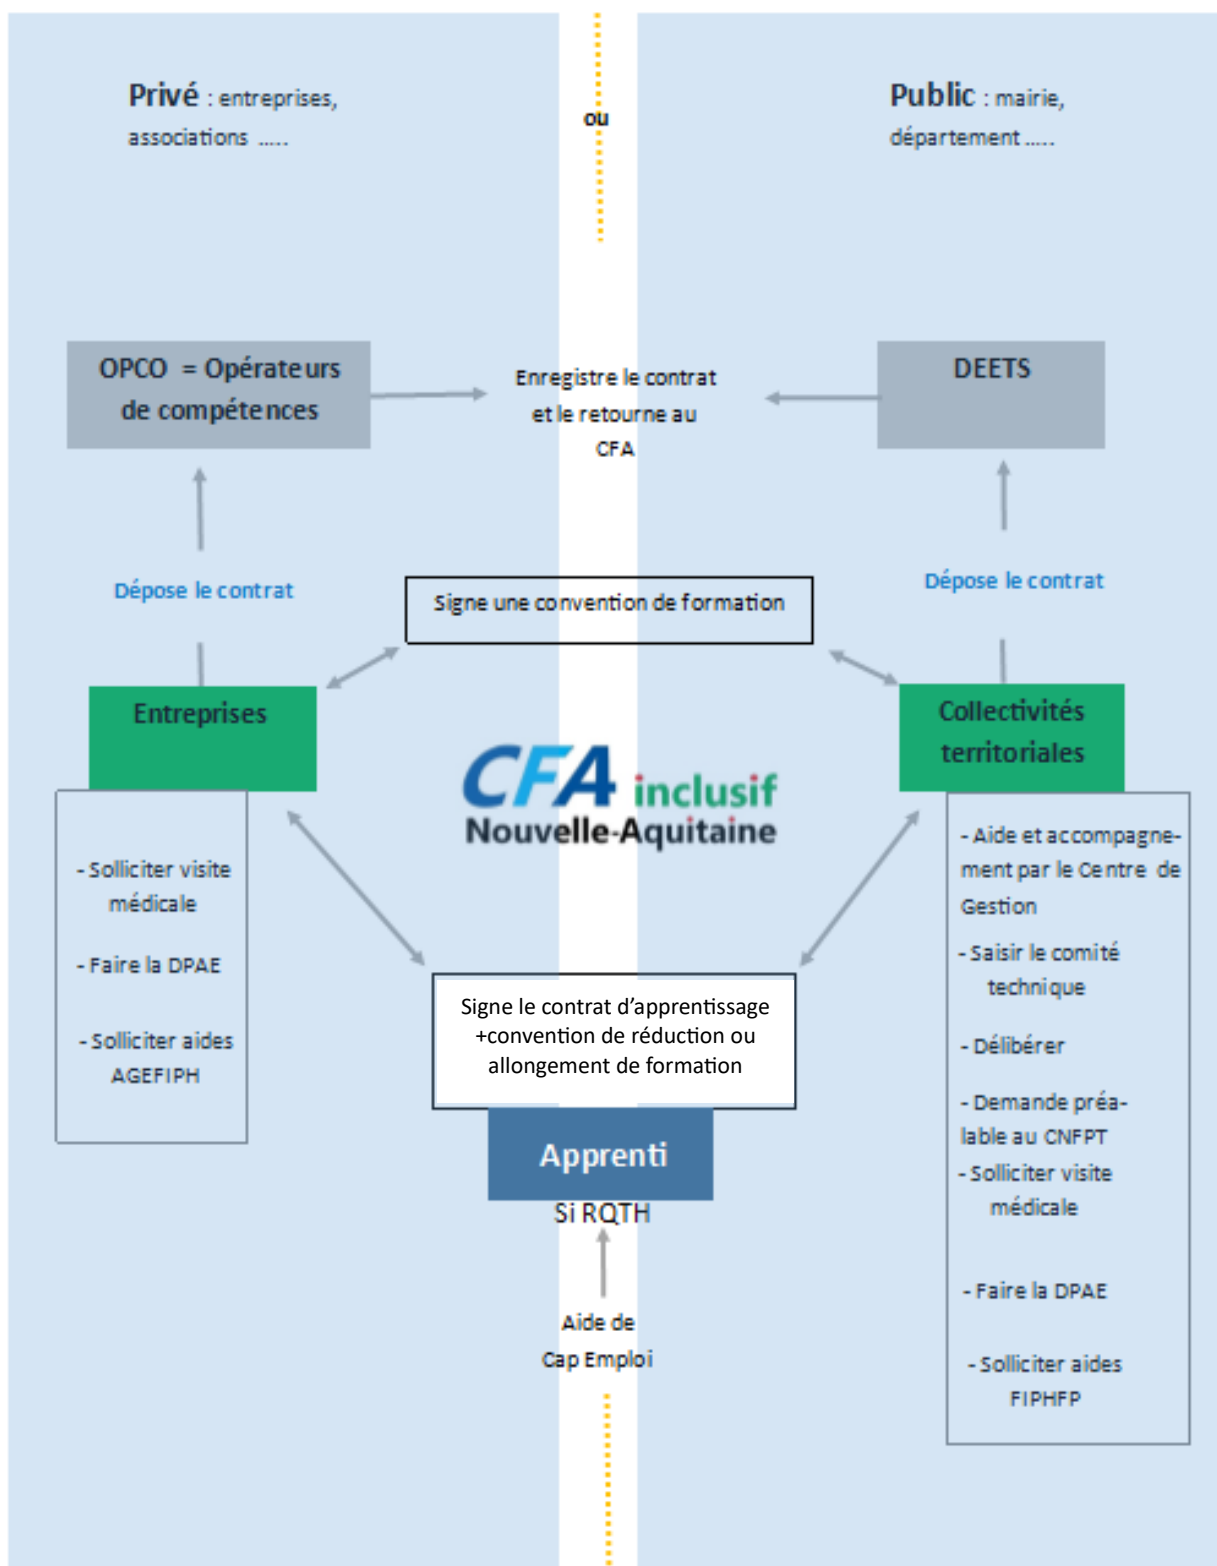 Privé : entreprises,
associations .....
ou
Public : mairie,
département .....
OPCO = Opérateurs
de compétences
Enregistre le contrat
et le retourne au
CFA
DEETS
Dépose le contrat
Signe une convention de formation
Dépose le contrat
Entreprises
Collectivités
territoriales
CFA inclusif
Nouvelle-Aquitaine
- Solliciter visite
médicale
- Faire la DPAE
- Solliciter aides
AGEFIPH
- Aide et accompagne-
ment par le Centre de
Gestion
- Saisir le comité
technique
- Délibérer
- Demande préa-
lable au CNFPT
- Solliciter visite
médicale
- Faire la DPAE
- Solliciter aides
FIPHFP
Signe le contrat d’apprentissage
+convention de réduction ou
allongement de formation
Apprenti
Si RQTH
Aide de
Cap Emploi